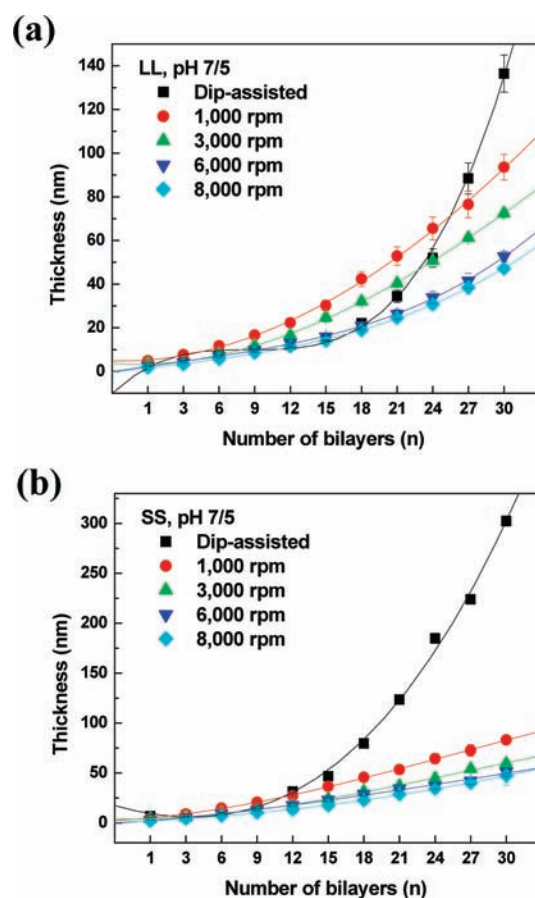 (a)
LL, pH 7/5
Dip-assisted
1,000 rpm
3,000 rpm
6,000 rpm
8,000 rpm
Thickness (nm)
140
120
100
80
60
40
20
0
1 3 6 9 12 15 18 21 24 27 30
Number of bilayers (n)
(b)
SS, pH 7/5
Dip-assisted
1,000 rpm
3,000 rpm
6,000 rpm
8,000 rpm
Thickness (nm)
300
250
200
150
100
50
0
1 3 6 9 12 15 18 21 24 27 30
Number of bilayers (n)